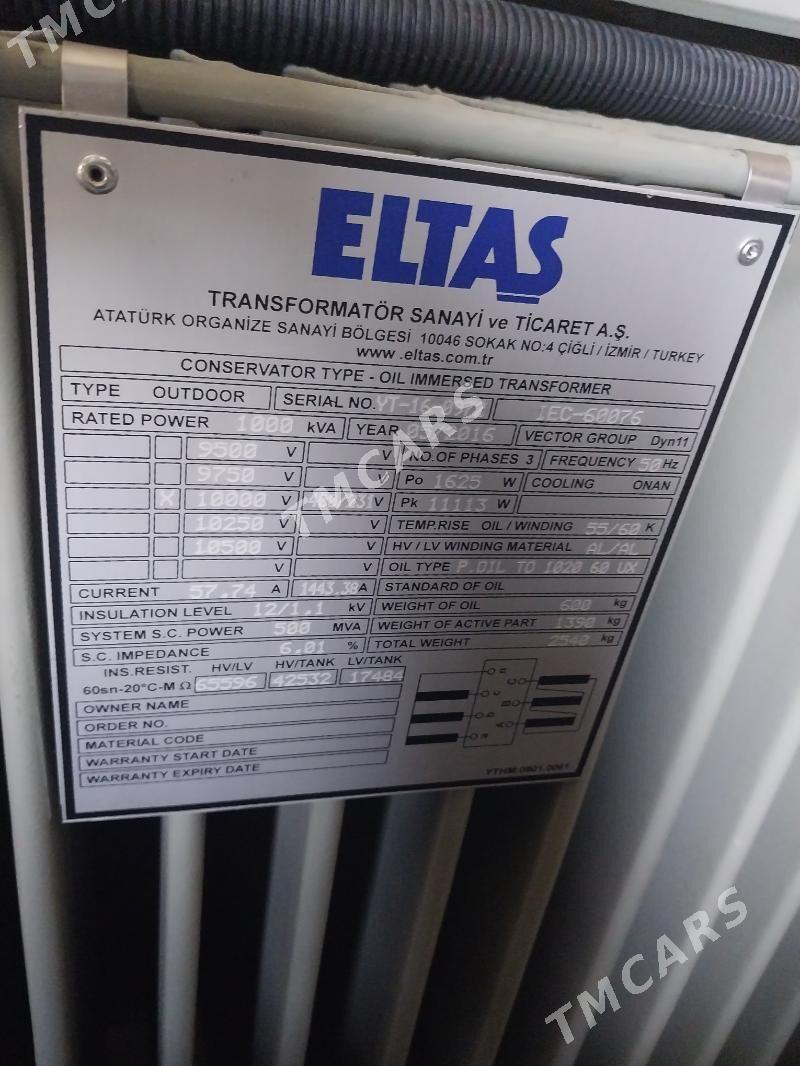 TMCARS
ELTAŞ
TRANSFORMATÖR SANAYİ ve TİCARET A.Ş.
ATATÜRK ORGANİZE SANAYİ BÖLGESİ 10046 SOKAK NO:4 ÇİĞLİ / İZMİR / TURKEY
www.eltas.com.tr
CONSERVATOR TYPE - OIL IMMERSED TRANSFORMER
TYPE OUTDOOR SERIAL NO. IEC-60076
RATED POWER 1000 kVA YEAR 2016 VECTOR GROUP Dyn11
9500 V V NO.OF PHASES 3 FREQUENCY 50 Hz
9750 V V Po 1625 W COOLING ONAN
X 10000 V V Pk 11113 W
10250 V V TEMP.RISE OIL / WINDING 55/60 K
10500 V V HV / LV WINDING MATERIAL AL/AL
V V OIL TYPE P.OIL TO 1020 60 UX
CURRENT 57.74 A 1443.38 A STANDARD OF OIL
INSULATION LEVEL 12/1.1 kV WEIGHT OF OIL 600 kg
SYSTEM S.C. POWER 500 MVA WEIGHT OF ACTIVE PART 1390 kg
S.C. IMPEDANCE 6.01 % TOTAL WEIGHT 2540 kg
INS.RESIST. HV/LV HV/TANK LV/TANK
60sn-20°C-M Ω 65596 42532 17484
OWNER NAME
ORDER NO.
MATERIAL CODE
WARRANTY START DATE
WARRANTY EXPIRY DATE
TMCARS
TMCARS